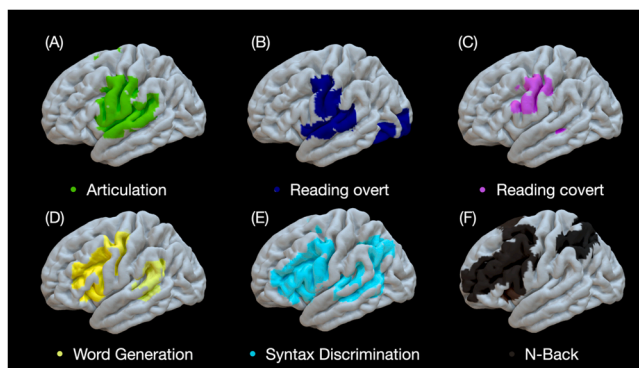 (A) (B) (C)
• Articulation • Reading overt • Reading covert
(D) (E) (F)
• Word Generation • Syntax Discrimination • N-Back